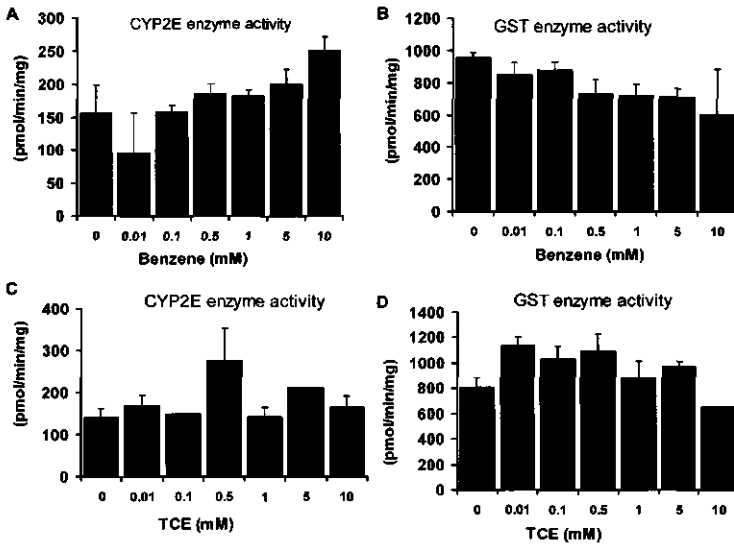 A
CYP2E enzyme activity
(pmol/min/mg)
300
250
200
150
100
50
0
0 0.01 0.1 0.5 1 5 10
Benzene (mM)
B
GST enzyme activity
(pmol/min/mg)
1200
1000
800
600
400
200
0
0 0.01 0.1 0.5 1 5 10
Benzene (mM)
C
CYP2E enzyme activity
(pmol/min/mg)
400
300
200
100
0
0 0.01 0.1 0.5 1 5 10
TCE (mM)
D
GST enzyme activity
(pmol/min/mg)
1400
1200
1000
800
600
400
200
0
0 0.01 0.1 0.5 1 5 10
TCE (mM)